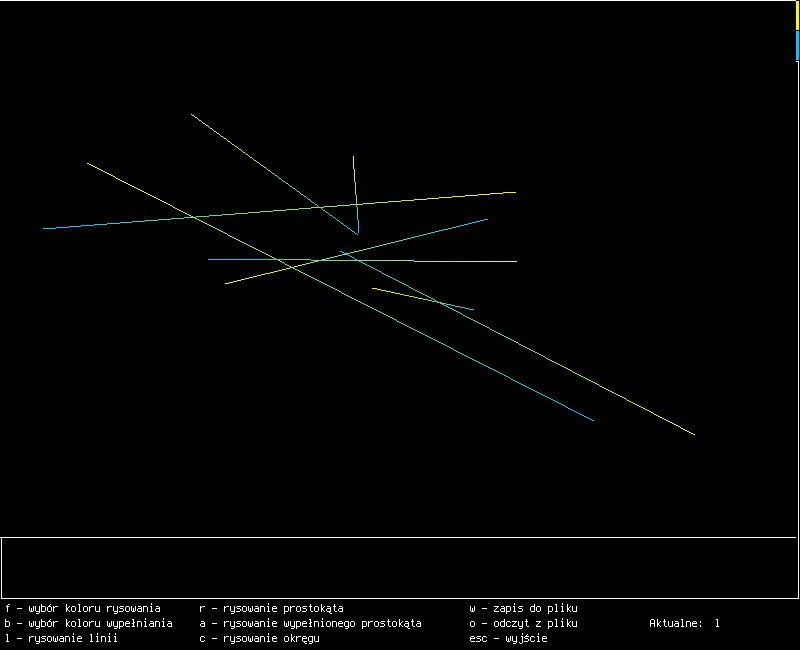 f - wybór koloru rysowania r - rysowanie prostokąta w - zapis do pliku
b - wybór koloru wypełniania a - rysowanie wypełnionego prostokąta o - odczyt z pliku Aktualne: l
l - rysowanie linii c - rysowanie okręgu esc - wyjście